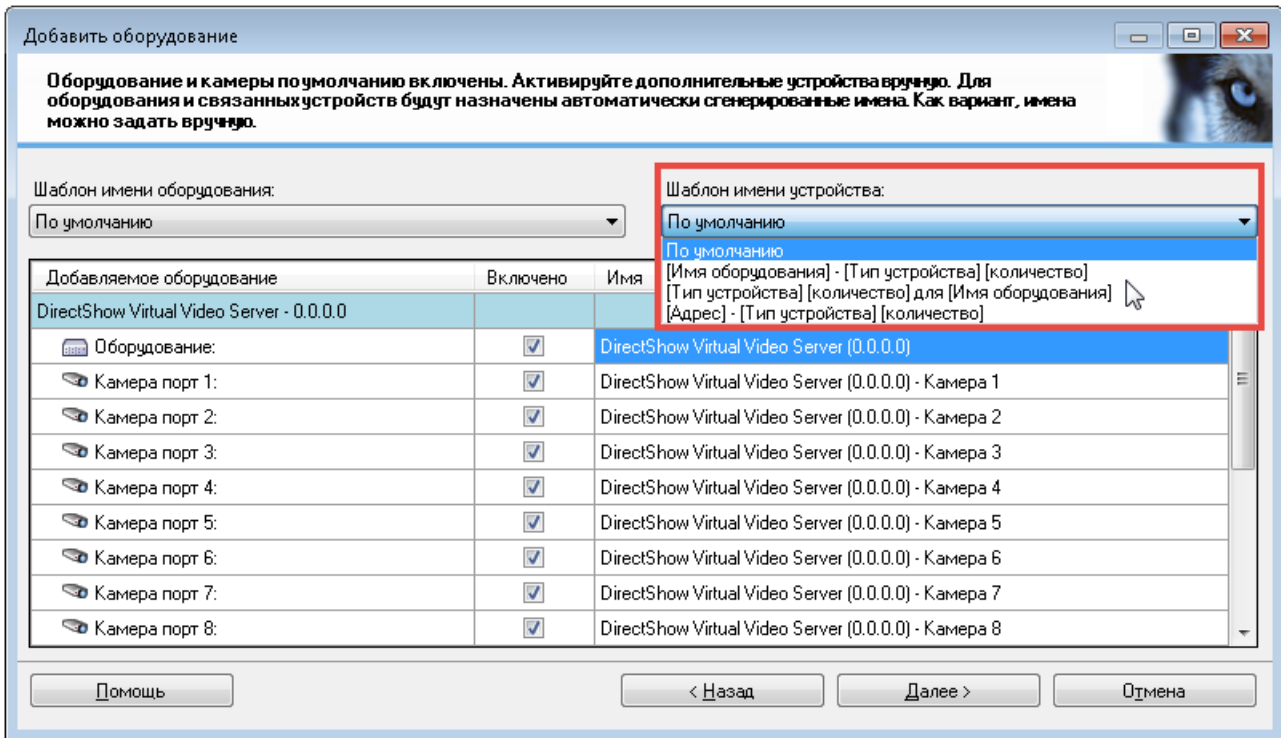 Добавить оборудование
Оборудование и камеры по умолчанию включены. Активируйте дополнительные устройства вручную. Для
оборудования и связанных устройств будут назначены автоматически сгенерированные имена. Как вариант, имена
можно задать вручную.
Шаблон имени оборудования:
По умолчанию
Шаблон имени устройства:
По умолчанию
По умолчанию
[Имя оборудования] - [Тип устройства] [количество]
[Тип устройства] [количество] для [Имя оборудования]
[Адрес] - [Тип устройства] [количество]
Добавляемое оборудование Включено Имя
DirectShow Virtual Video Server - 0.0.0.0
Оборудование: DirectShow Virtual Video Server (0.0.0.0)
Камера порт 1: DirectShow Virtual Video Server (0.0.0.0) - Камера 1
Камера порт 2: DirectShow Virtual Video Server (0.0.0.0) - Камера 2
Камера порт 3: DirectShow Virtual Video Server (0.0.0.0) - Камера 3
Камера порт 4: DirectShow Virtual Video Server (0.0.0.0) - Камера 4
Камера порт 5: DirectShow Virtual Video Server (0.0.0.0) - Камера 5
Камера порт 6: DirectShow Virtual Video Server (0.0.0.0) - Камера 6
Камера порт 7: DirectShow Virtual Video Server (0.0.0.0) - Камера 7
Камера порт 8: DirectShow Virtual Video Server (0.0.0.0) - Камера 8
Помощь < Назад Далее > Отмена